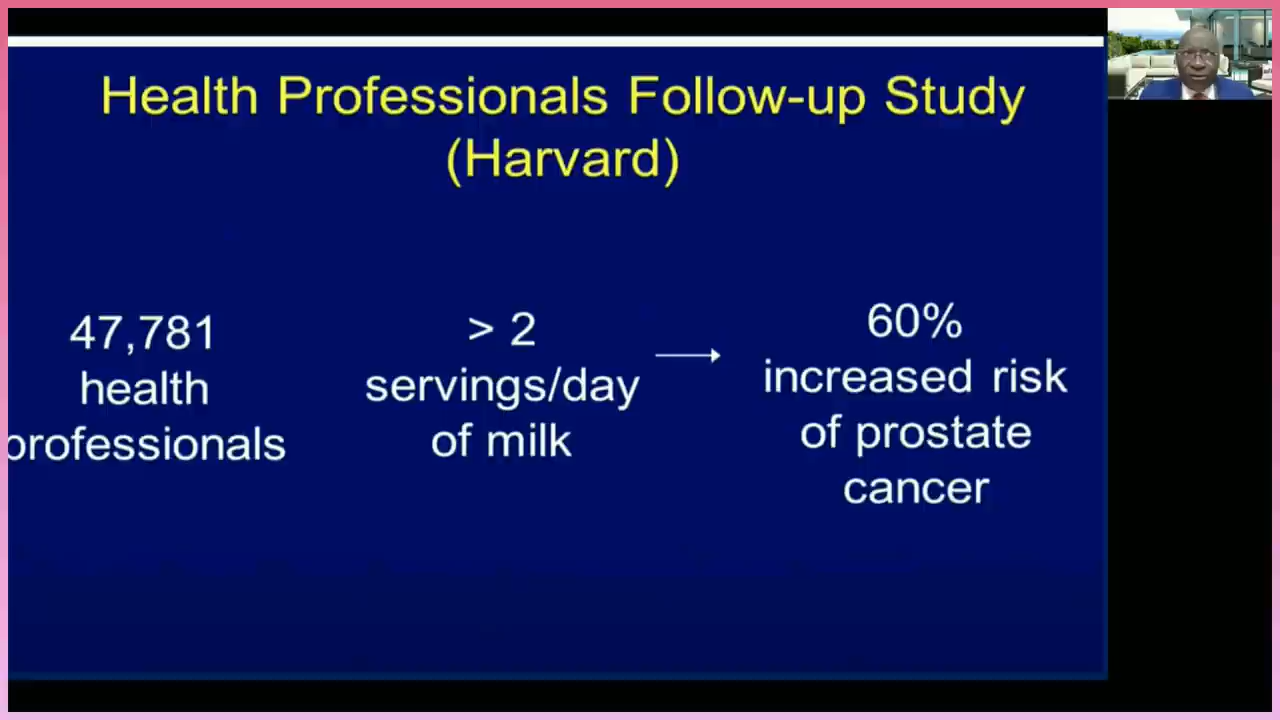 Health Professionals Follow-up Study
(Harvard)
47,781
health
professionals
> 2
servings/day
of milk
60%
increased risk
of prostate
cancer